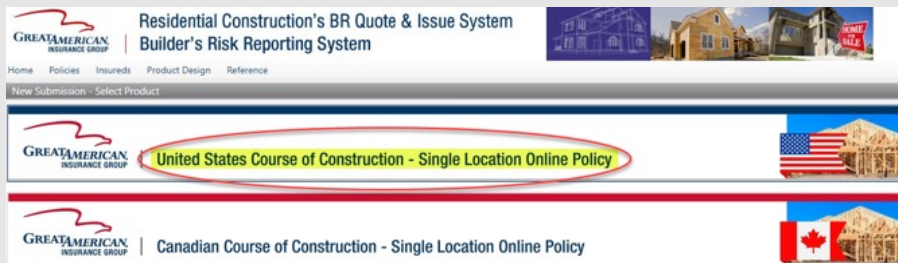 GREATAMERICAN
INSURANCE GROUP
Residential Construction's BR Quote & Issue System
Builder's Risk Reporting System
HOME
FOR
SALE
Home Policies Insureds Product Design Reference
New Submission - Select Product
GREATAMERICAN
INSURANCE GROUP
United States Course of Construction - Single Location Online Policy
GREATAMERICAN
INSURANCE GROUP
Canadian Course of Construction - Single Location Online Policy